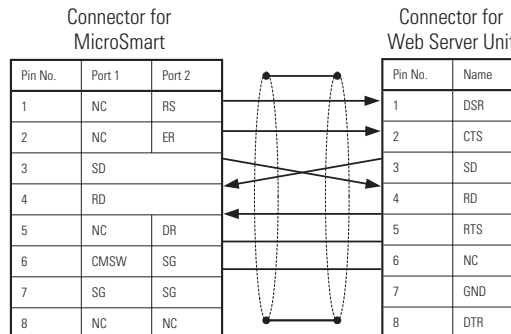 Connector for
MicroSmart
Connector for
Web Server Unit
Pin No. Port 1 Port 2
1 NC RS
2 NC ER
3 SD
4 RD
5 NC DR
6 CMSW SG
7 SG SG
8 NC NC
Pin No. Name
1 DSR
2 CTS
3 SD
4 RD
5 RTS
6 NC
7 GND
8 DTR